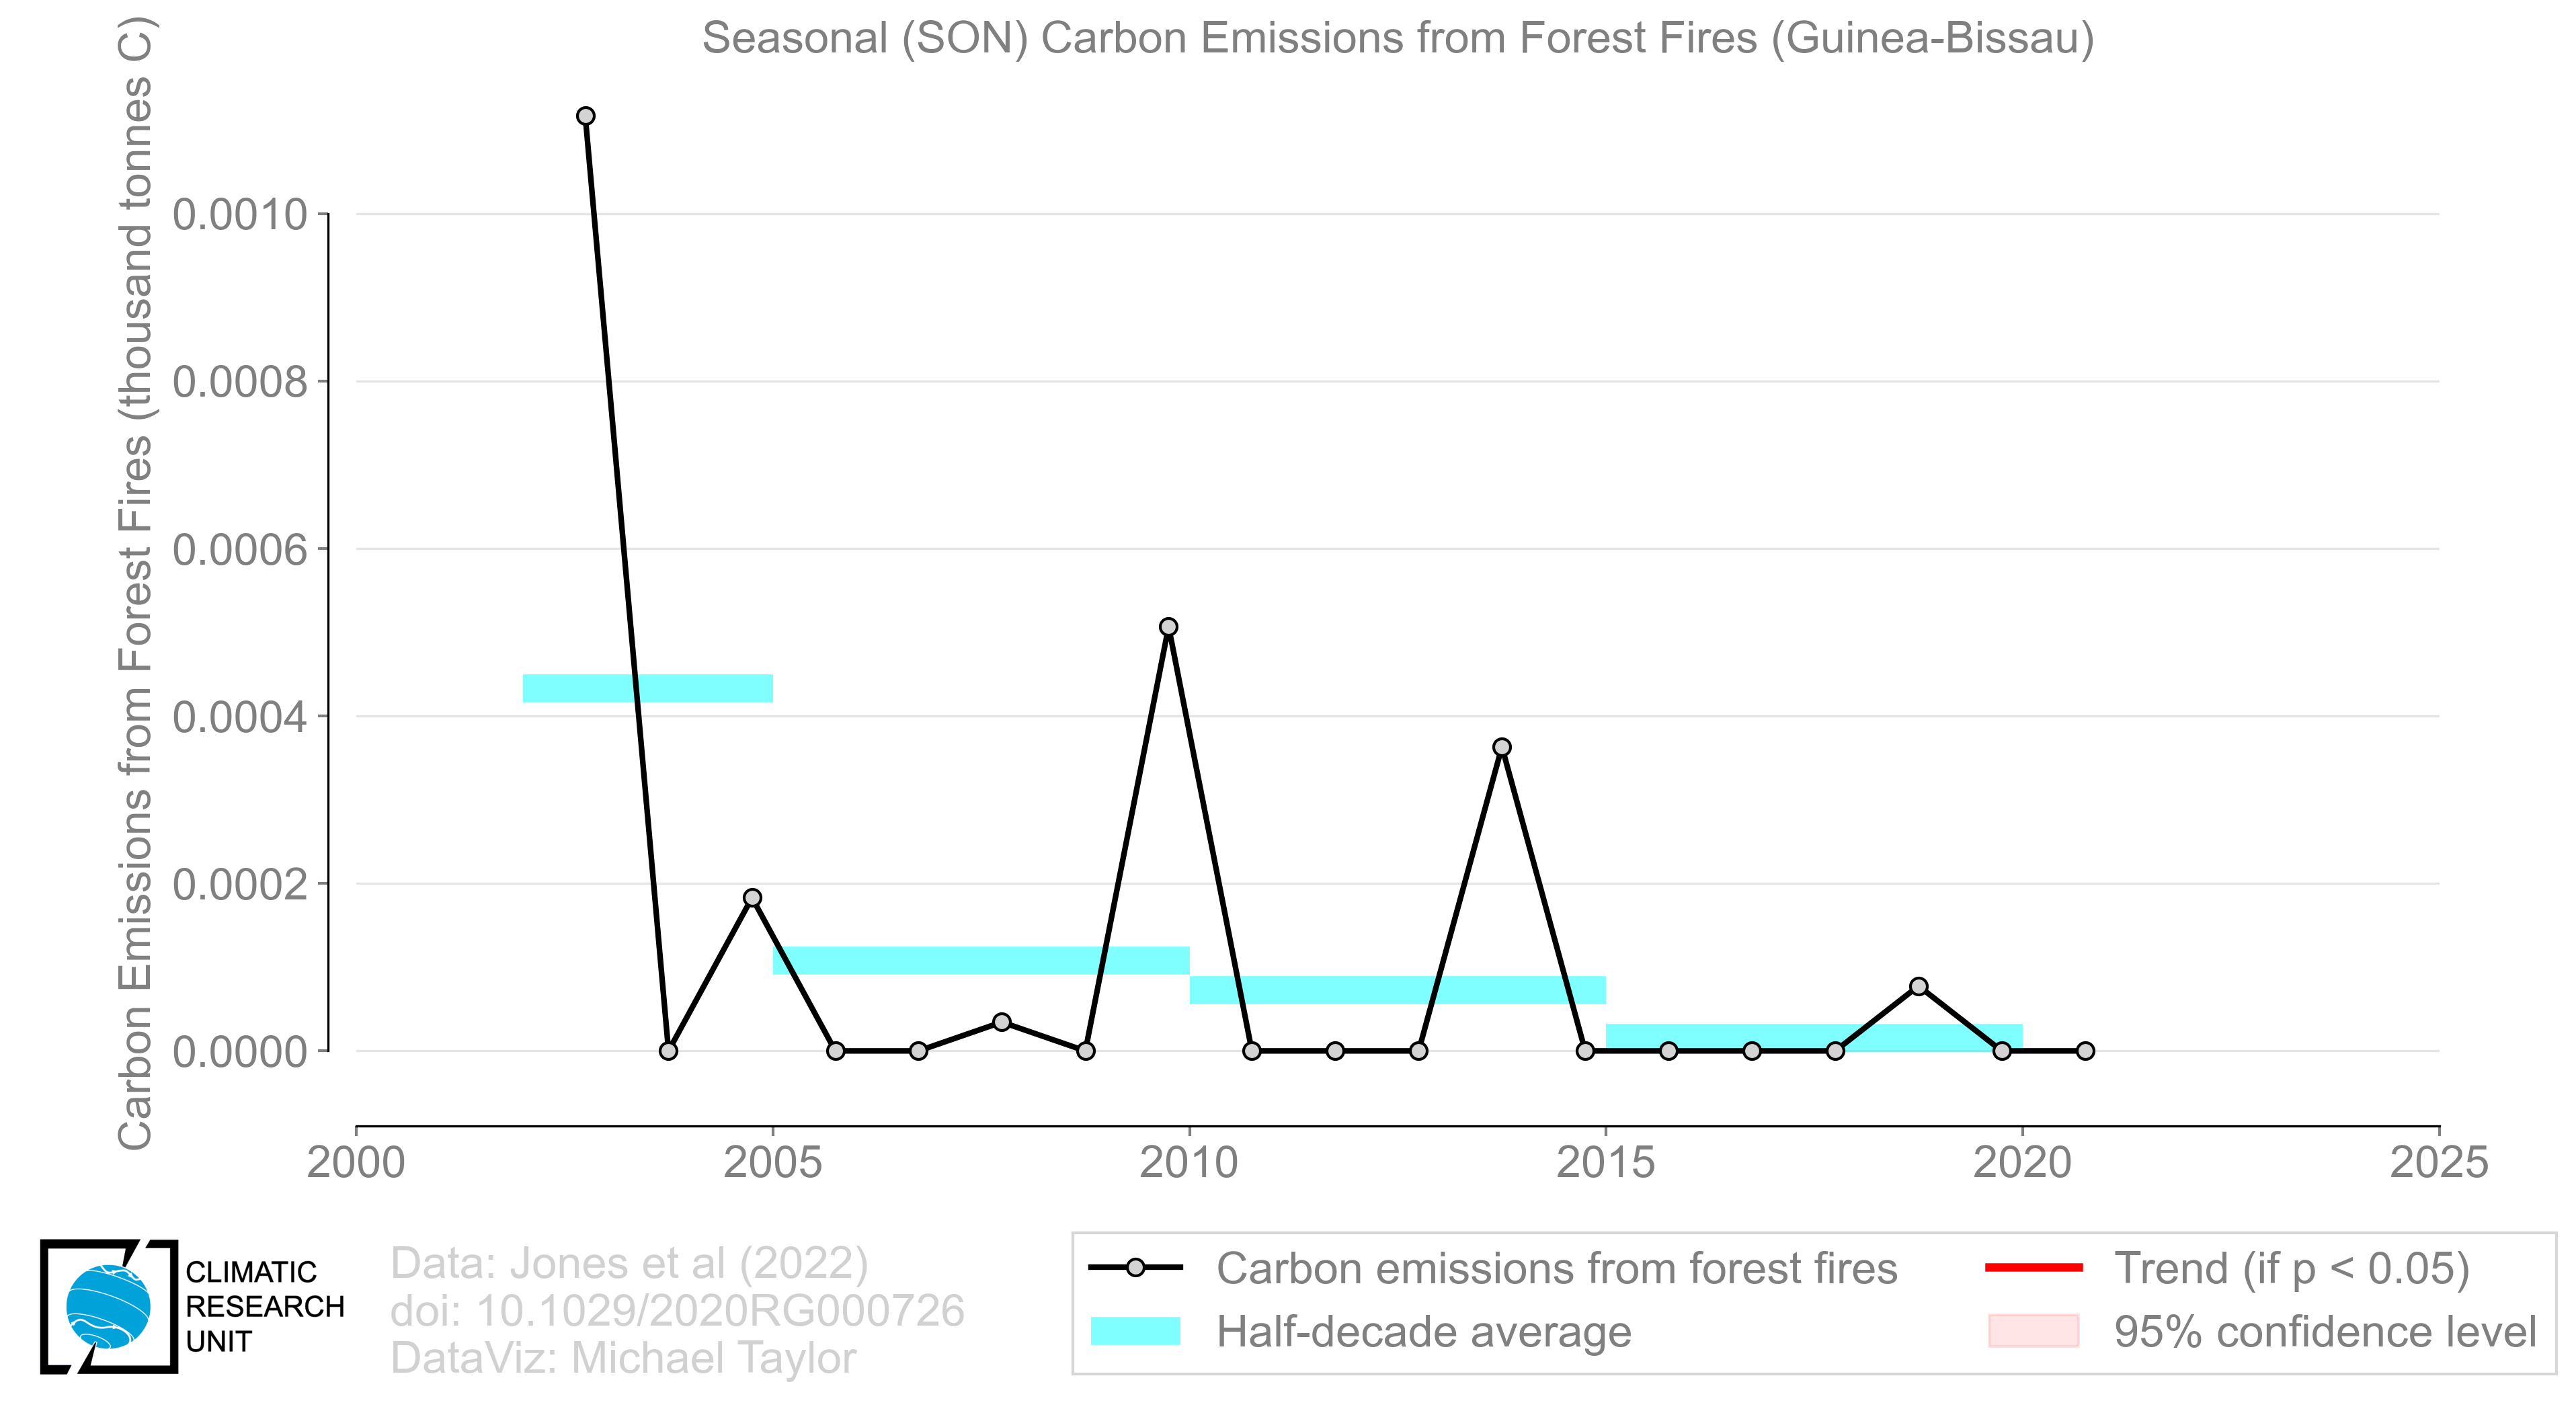 Seasonal (SON) Carbon Emissions from Forest Fires (Guinea-Bissau)
Carbon Emissions from Forest Fires (thousand tonnes C)
0.0010
0.0008
0.0006
0.0004
0.0002
0.0000
2000 2005 2010 2015 2020 2025
CLIMATIC
RESEARCH
UNIT
Data: Jones et al (2022)
doi: 10.1029/2020RG000726
DataViz: Michael Taylor
Carbon emissions from forest fires
Half-decade average
Trend (if p < 0.05)
95% confidence level